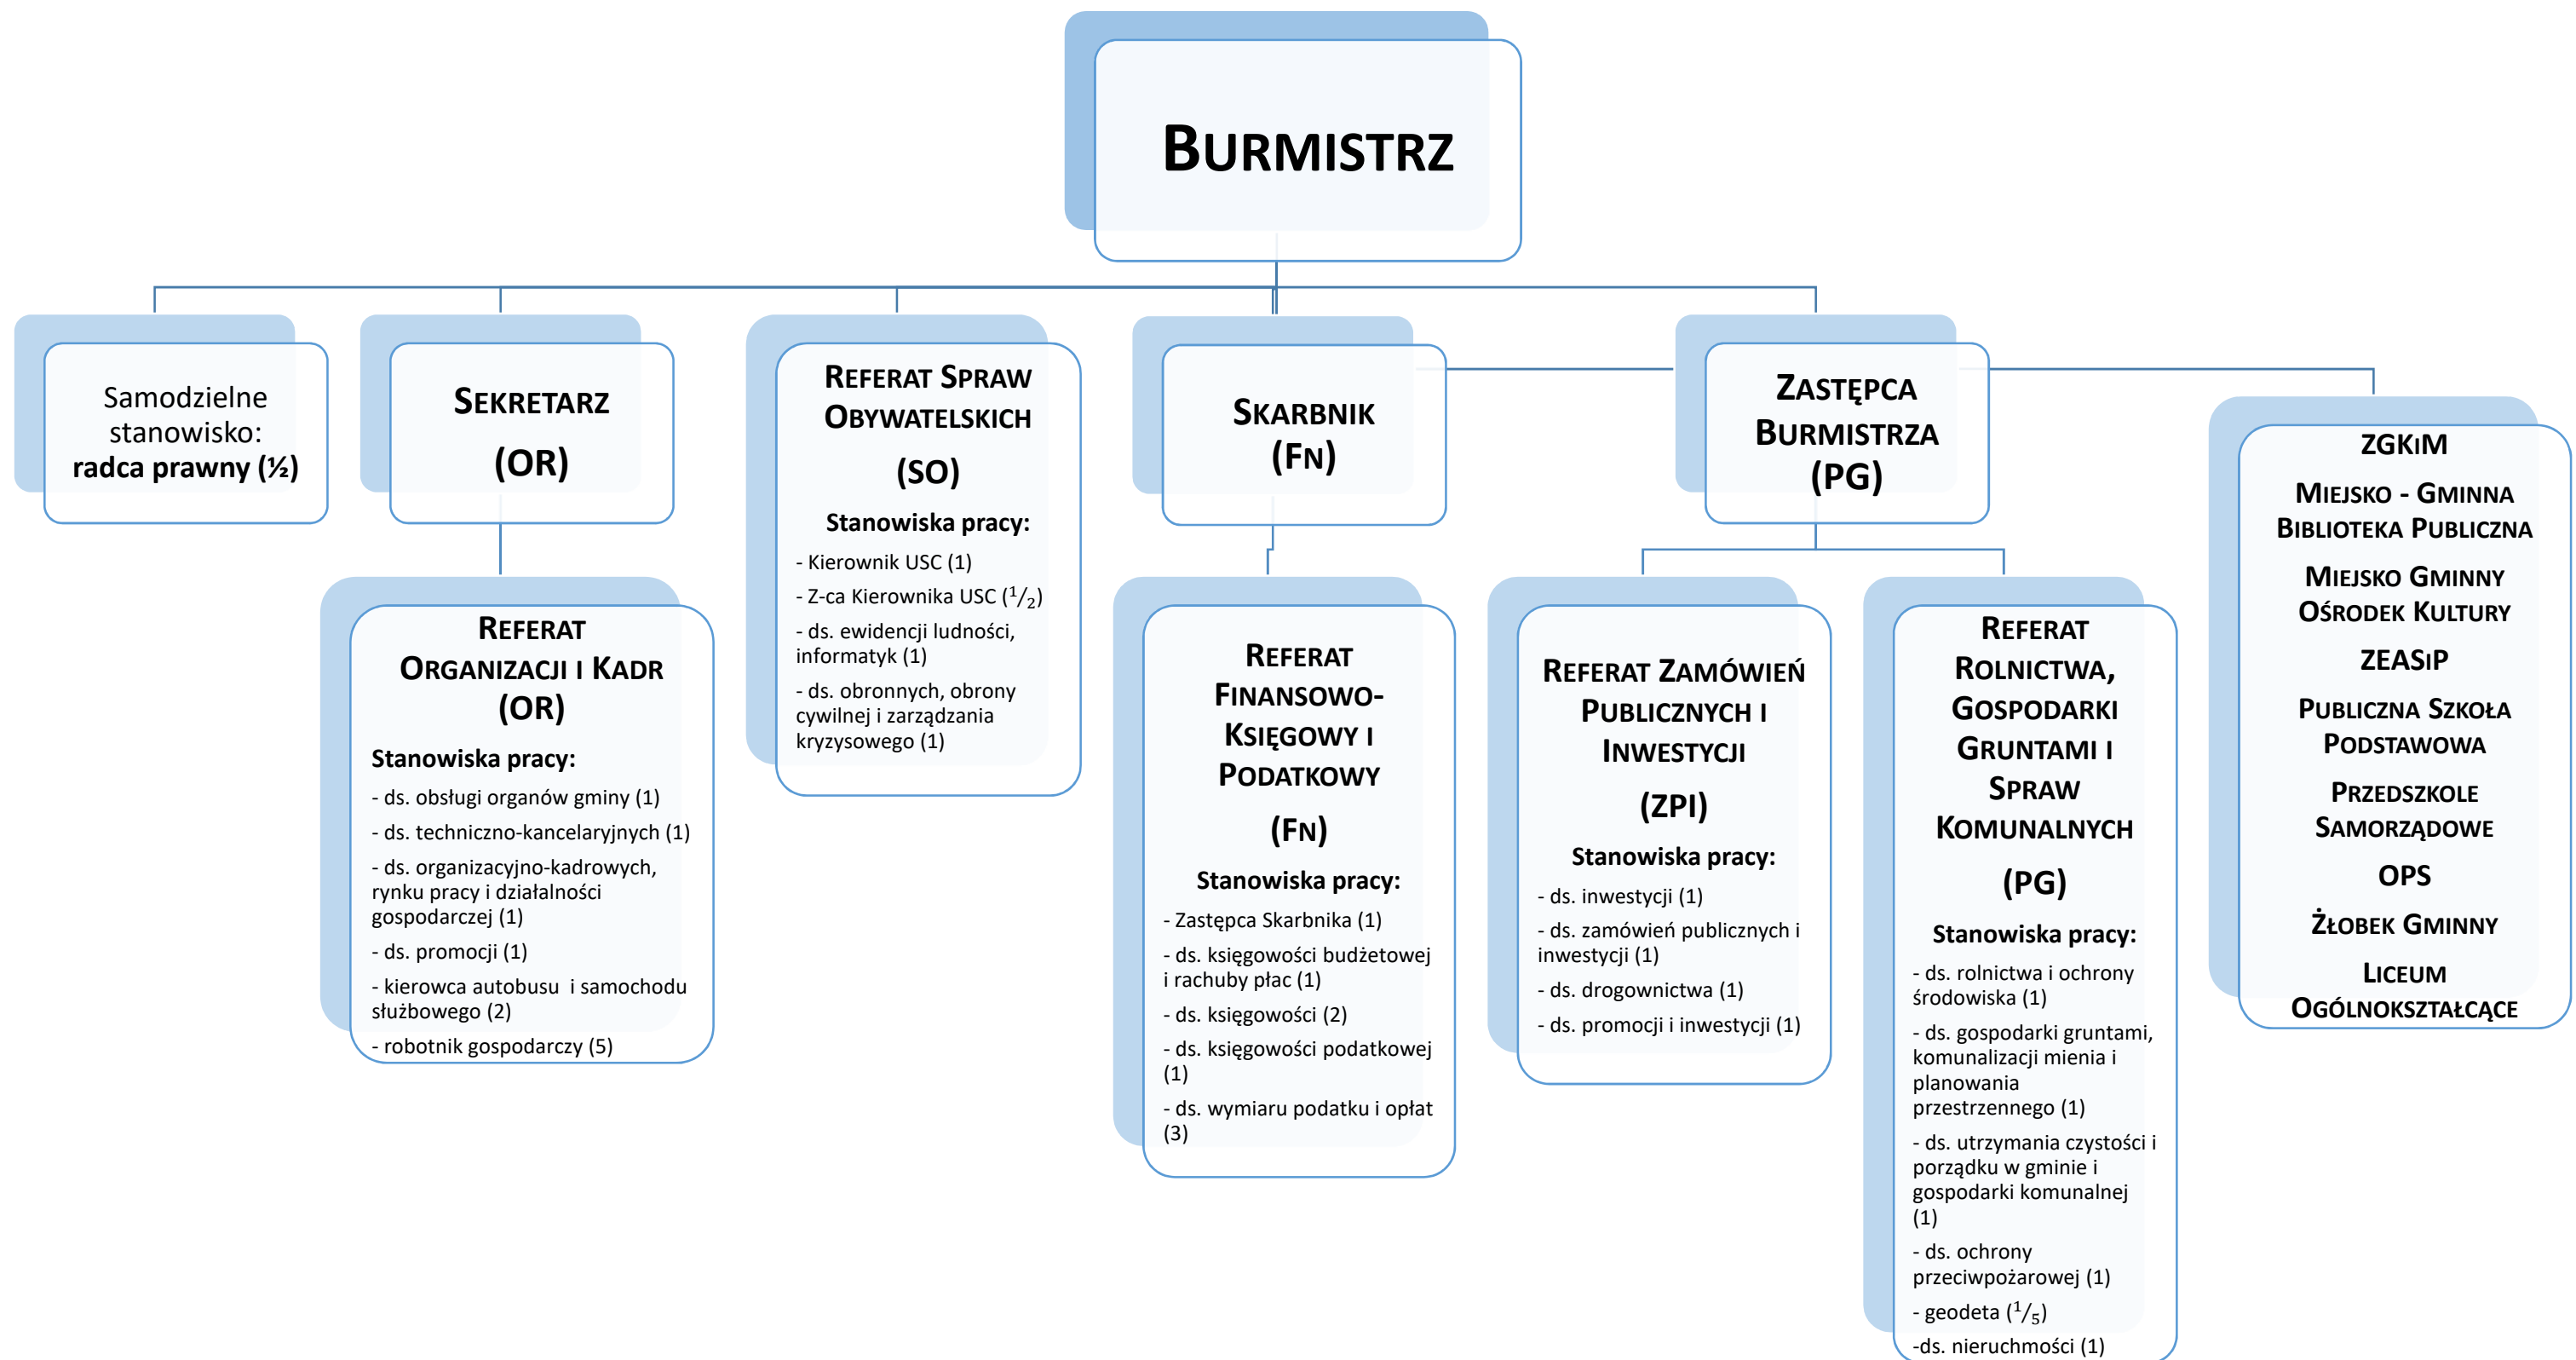 BURMISTRZ
Samodzielne
stanowisko:
radca prawny (½)
SEKRETARZ
(OR)
REFERAT
ORGANIZACJI I KADR
(OR)
Stanowiska pracy:
- ds. obsługi organów gminy (1)
- ds. techniczno-kancelaryjnych (1)
- ds. organizacyjno-kadrowych,
rynku pracy i działalności
gospodarczej (1)
- ds. promocji (1)
- kierowca autobusu  i samochodu
służbowego (2)
- robotnik gospodarczy (5)
REFERAT SPRAW
OBYWATELSKICH
(SO)
Stanowiska pracy:
- Kierownik USC (1)
- Z-ca Kierownika USC (1/2)
- ds. ewidencji ludności,
informatyk (1)
- ds. obronnych, obrony
cywilnej i zarządzania
kryzysowego (1)
SKARBNIK
(FN)
REFERAT
FINANSOWO-
KSIĘGOWY I
PODATKOWY
(FN)
Stanowiska pracy:
- Zastępca Skarbnika (1)
- ds. księgowości budżetowej
i rachuby płac (1)
- ds. księgowości (2)
- ds. księgowości podatkowej
(1)
- ds. wymiaru podatku i opłat
(3)
ZASTĘPCA
BURMISTRZA
(PG)
REFERAT ZAMÓWIEŃ
PUBLICZNYCH I
INWESTYCJI
(ZPI)
Stanowiska pracy:
- ds. inwestycji (1)
- ds. zamówień publicznych i
inwestycji (1)
- ds. drogownictwa (1)
- ds. promocji i inwestycji (1)
REFERAT
ROLNICTWA,
GOSPODARKI
GRUNTAMI I
SPRAW
KOMUNALNYCH
(PG)
Stanowiska pracy:
- ds. rolnictwa i ochrony
środowiska (1)
- ds. gospodarki gruntami,
komunalizacji mienia i
planowania
przestrzennego (1)
- ds. utrzymania czystości i
porządku w gminie i
gospodarki komunalnej
(1)
- ds. ochrony
przeciwpożarowej (1)
- geodeta (1/5)
-ds. nieruchmości (1)
ZGKIM
MIEJSKO - GMINNA
BIBLIOTEKA PUBLICZNA
MIEJSKO GMINNY
OŚRODEK KULTURY
ZEASIP
PUBLICZNA SZKOŁA
PODSTAWOWA
PRZEDSZKOLE
SAMORZĄDOWE
OPS
ŻŁOBEK GMINNY
LICEUM
OGÓLNOKSZTAŁCĄCE